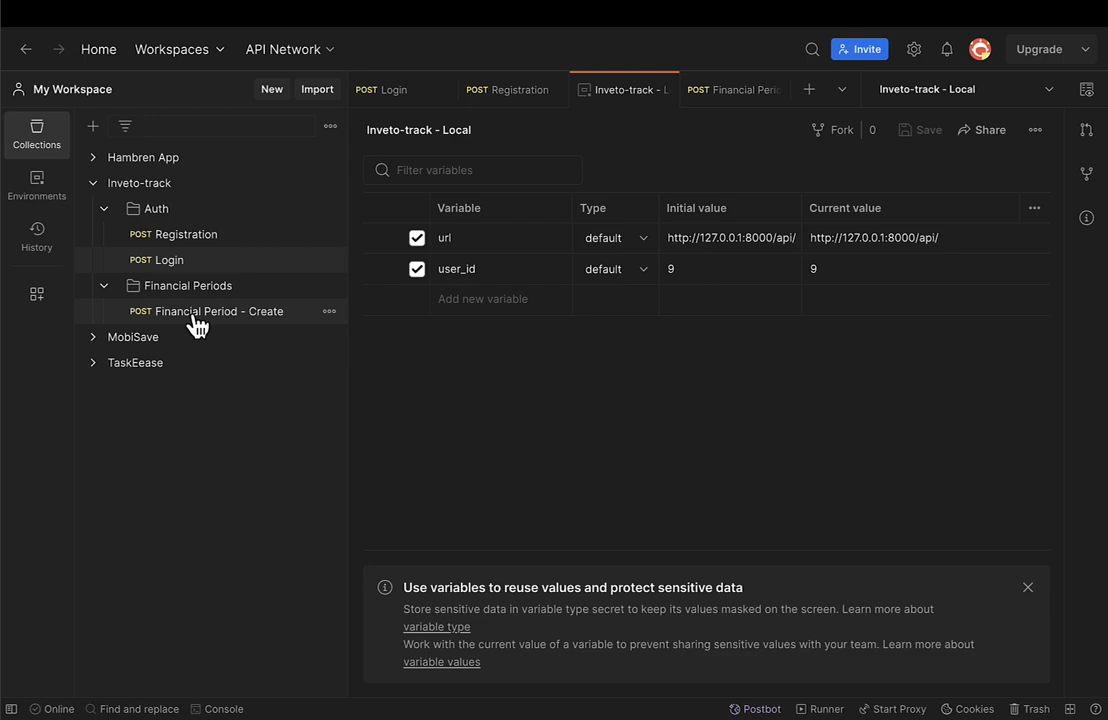 Home Workspaces API Network Invite Upgrade
My Workspace New Import POST Login POST Registration Inveto-track - L POST Financial Peric Inveto-track - Local
Collections
Environments
History
Hambren App
Inveto-track
Auth
POST Registration
POST Login
Financial Periods
POST Financial Period - Create
MobiSave
TaskEease
Inveto-track - Local Fork 0 Save Share
Filter variables
Variable Type Initial value Current value
url default http://127.0.0.1:8000/api/ http://127.0.0.1:8000/api/
user_id default 9 9
Add new variable
Use variables to reuse values and protect sensitive data
Store sensitive data in variable type secret to keep its values masked on the screen. Learn more about
variable type
Work with the current value of a variable to prevent sharing sensitive values with your team. Learn more about
variable values
Online Find and replace Console Postbot Runner Start Proxy Cookies Trash